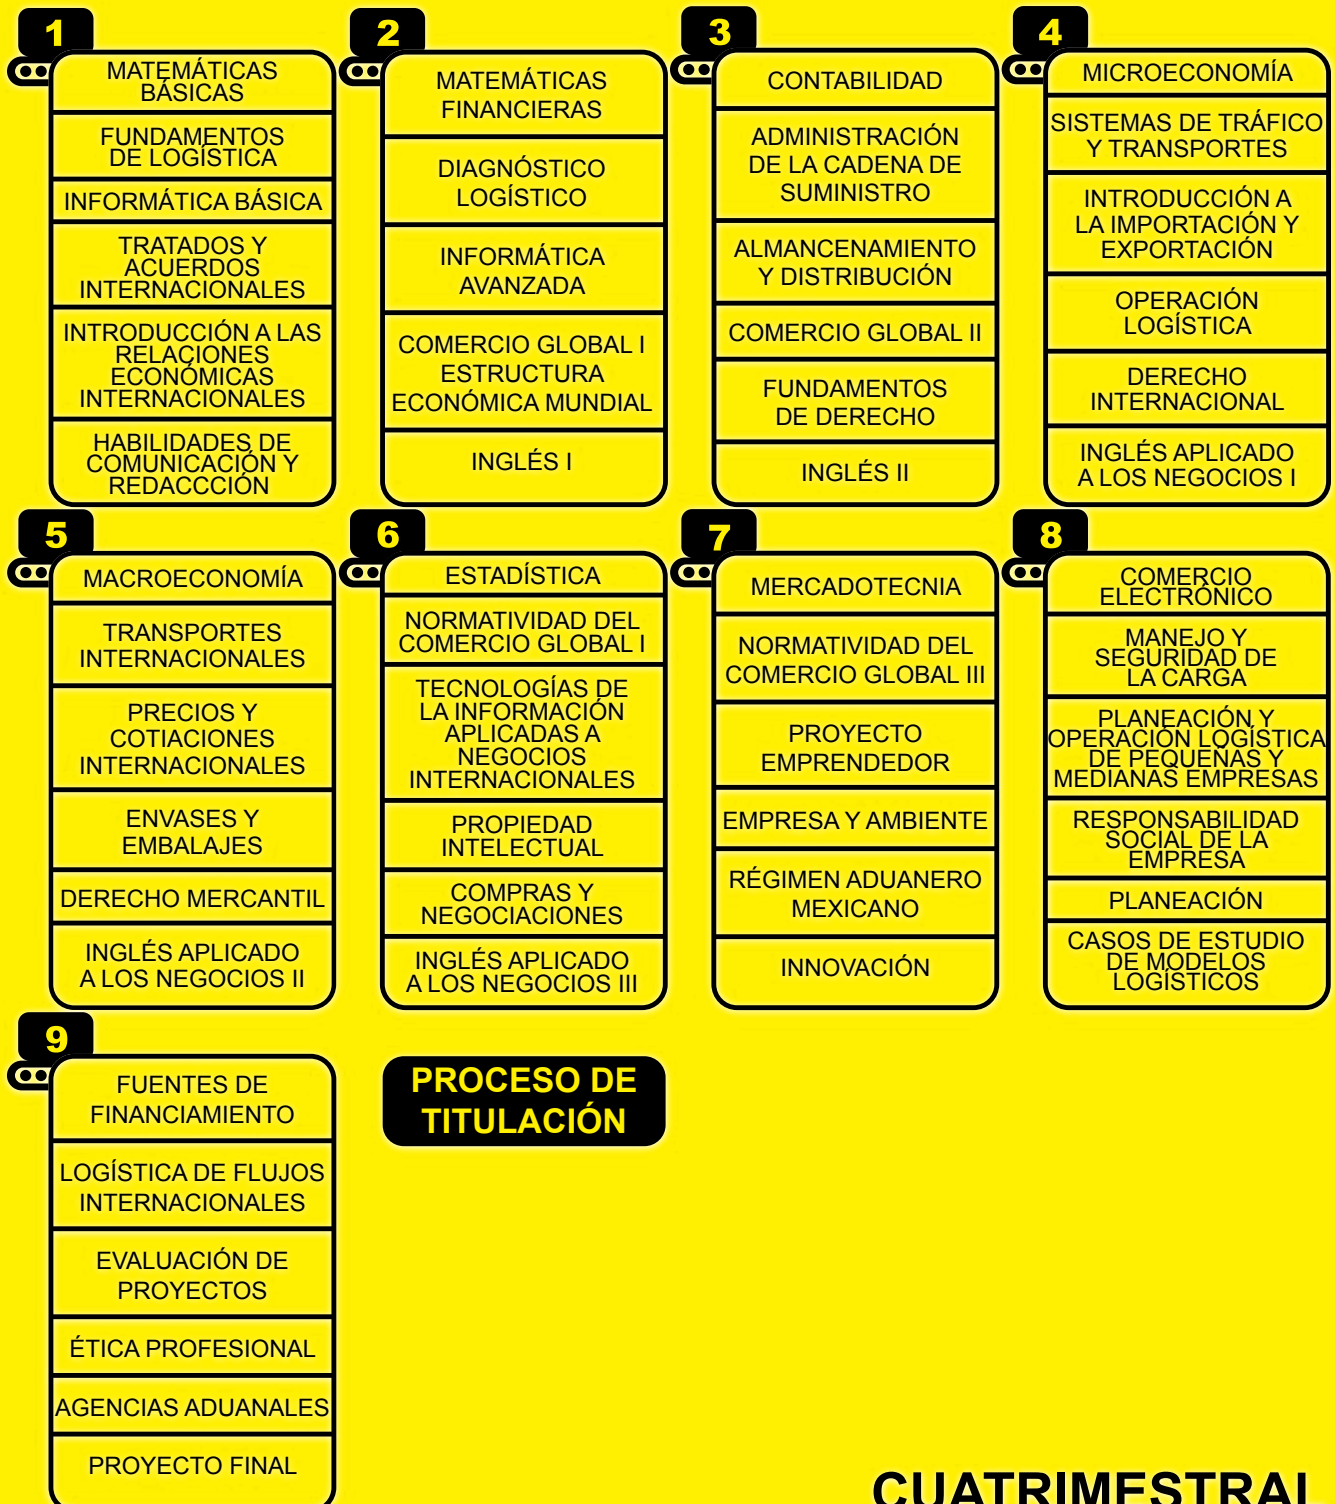 1
MATEMÁTICAS
BÁSICAS
FUNDAMENTOS
DE LOGÍSTICA
INFORMÁTICA BÁSICA
TRATADOS Y
ACUERDOS
INTERNACIONALES
INTRODUCCIÓN A LAS
RELACIONES
ECONÓMICAS
INTERNACIONALES
HABILIDADES DE
COMUNICACIÓN Y
REDACCCIÓN
2
MATEMÁTICAS
FINANCIERAS
DIAGNÓSTICO
LOGÍSTICO
INFORMÁTICA
AVANZADA
COMERCIO GLOBAL I
ESTRUCTURA
ECONÓMICA MUNDIAL
INGLÉS I
3
CONTABILIDAD
ADMINISTRACIÓN
DE LA CADENA DE
SUMINISTRO
ALMANCENAMIENTO
Y DISTRIBUCIÓN
COMERCIO GLOBAL II
FUNDAMENTOS
DE DERECHO
INGLÉS II
4
MICROECONOMÍA
SISTEMAS DE TRÁFICO
Y TRANSPORTES
INTRODUCCIÓN A
LA IMPORTACIÓN Y
EXPORTACIÓN
OPERACIÓN
LOGÍSTICA
DERECHO
INTERNACIONAL
INGLÉS APLICADO
A LOS NEGOCIOS I
5
MACROECONOMÍA
TRANSPORTES
INTERNACIONALES
PRECIOS Y
COTIACIONES
INTERNACIONALES
ENVASES Y
EMBALAJES
DERECHO MERCANTIL
INGLÉS APLICADO
A LOS NEGOCIOS II
6
ESTADÍSTICA
NORMATIVIDAD DEL
COMERCIO GLOBAL I
TECNOLOGÍAS DE
LA INFORMACIÓN
APLICADAS A
NEGOCIOS
INTERNACIONALES
PROPIEDAD
INTELECTUAL
COMPRAS Y
NEGOCIACIONES
INGLÉS APLICADO
A LOS NEGOCIOS III
7
MERCADOTECNIA
NORMATIVIDAD DEL
COMERCIO GLOBAL III
PROYECTO
EMPRENDEDOR
EMPRESA Y AMBIENTE
RÉGIMEN ADUANERO
MEXICANO
INNOVACIÓN
8
COMERCIO
ELECTRÓNICO
MANEJO Y
SEGURIDAD DE
LA CARGA
PLANEACIÓN Y
OPERACIÓN LOGÍSTICA
DE PEQUEÑAS Y
MEDIANAS EMPRESAS
RESPONSABILIDAD
SOCIAL DE LA
EMPRESA
PLANEACIÓN
CASOS DE ESTUDIO
DE MODELOS
LOGÍSTICOS
9
FUENTES DE
FINANCIAMIENTO
LOGÍSTICA DE FLUJOS
INTERNACIONALES
EVALUACIÓN DE
PROYECTOS
ÉTICA PROFESIONAL
AGENCIAS ADUANALES
PROYECTO FINAL
PROCESO DE
TITULACIÓN
CUATRIMESTRAL